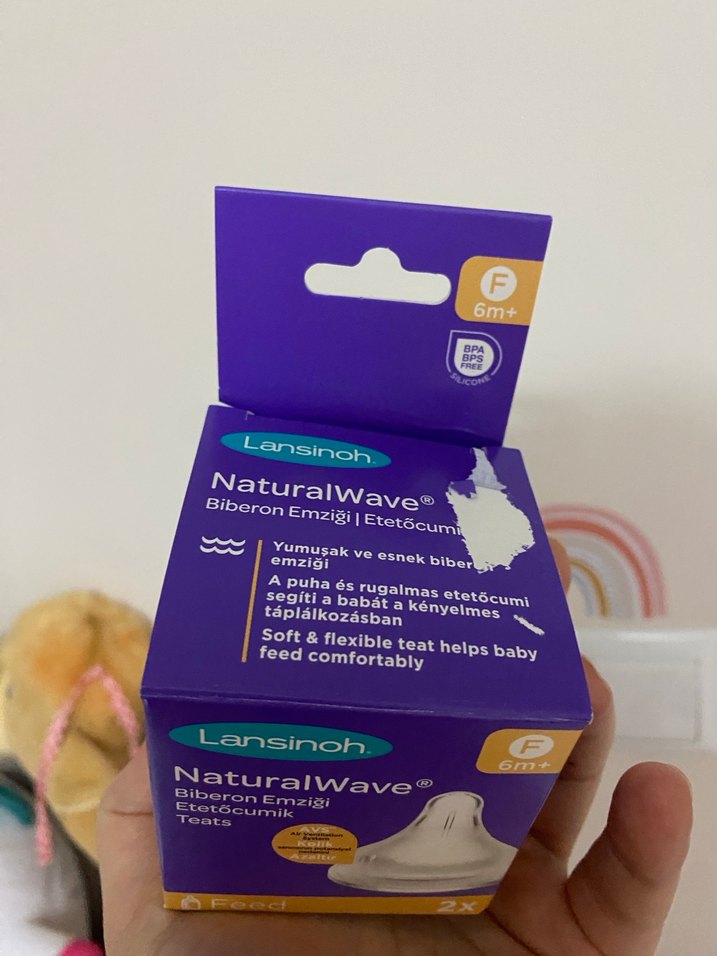 F
6m+
BPA
BPS
FREE
SILICONE
Lansinoh
NaturalWave®
Biberon Emziği | Etetőcumi
Yumuşak ve esnek biber
emziği
A puha és rugalmas etetőcumi
segíti a babát a kényelmes
táplálkozásban
Soft & flexible teat helps baby
feed comfortably
Lansinoh
F
6m+
NaturalWave®
Biberon Emziği
Etetőcumik
Teats
AVS
Air Ventilation
System
Kolik
Azaltır
Feed
2x